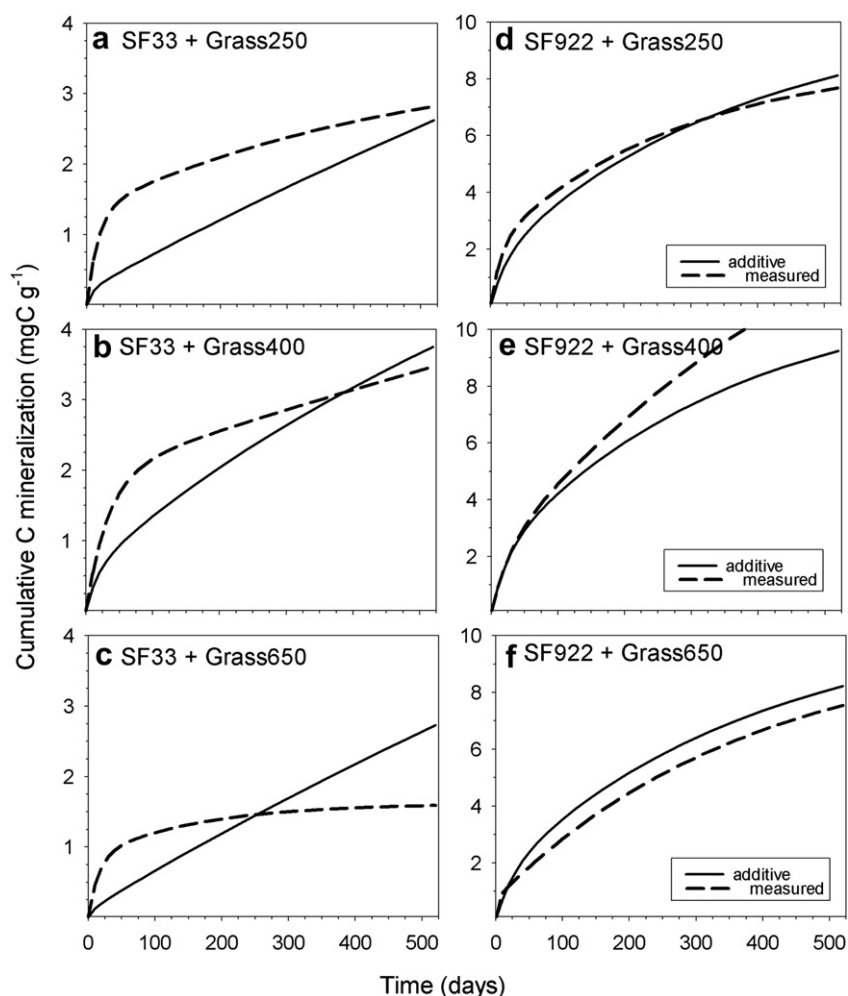 Cumulative C mineralization (mgC g-1)
a SF33 + Grass250
4
3
2
1
d SF922 + Grass250
10
8
6
4
2
additive
measured
b SF33 + Grass400
4
3
2
1
e SF922 + Grass400
10
8
6
4
2
additive
measured
c SF33 + Grass650
4
3
2
1
0 100 200 300 400 500
f SF922 + Grass650
10
8
6
4
2
additive
measured
0 100 200 300 400 500
Time (days)